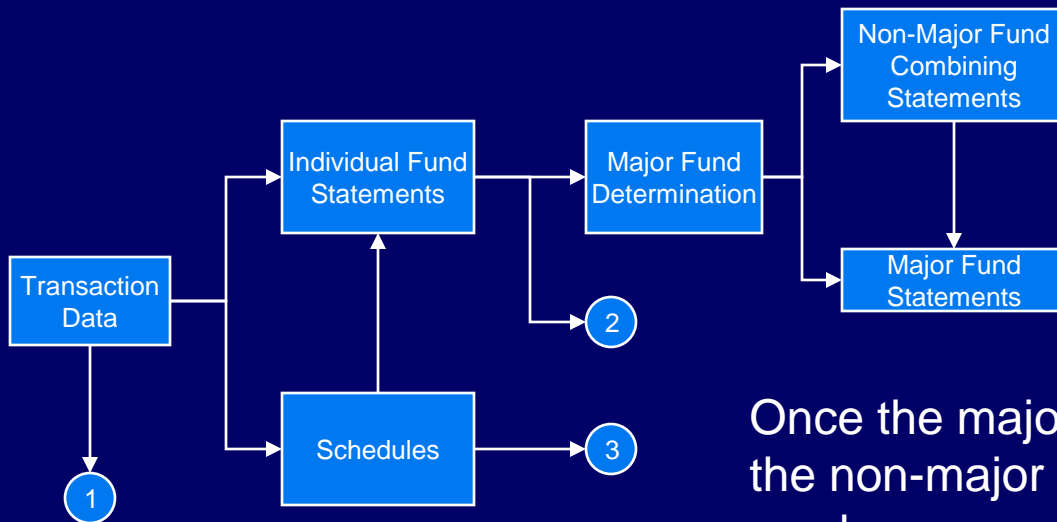 Non-Major Fund
Combining
Statements
Individual Fund
Statements
Major Fund
Determination
Major Fund
Statements
Transaction
Data
2
Schedules
3
1
Once the majo
the non-major